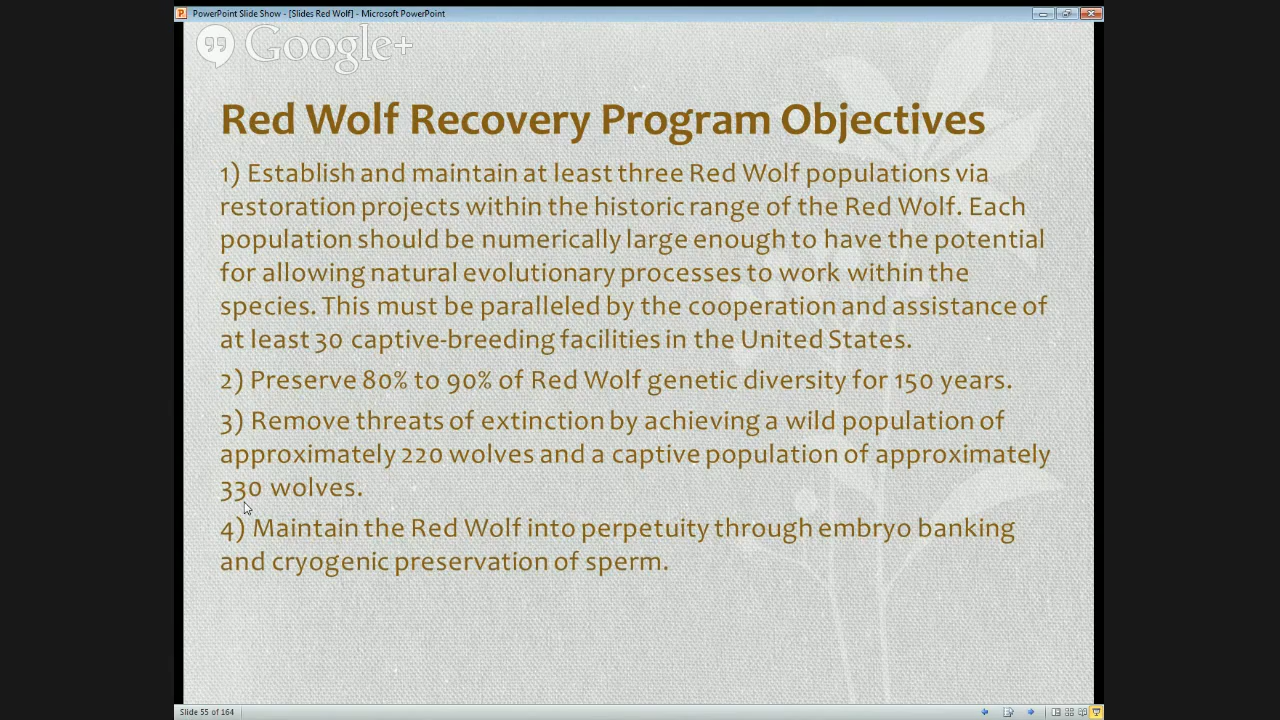 PowerPoint Slide Show - [Slides Red Wolf] - Microsoft PowerPoint
Google+
Red Wolf Recovery Program Objectives
1) Establish and maintain at least three Red Wolf populations via
restoration projects within the historic range of the Red Wolf. Each
population should be numerically large enough to have the potential
for allowing natural evolutionary processes to work within the
species. This must be paralleled by the cooperation and assistance of
at least 30 captive-breeding facilities in the United States.
2) Preserve 80% to 90% of Red Wolf genetic diversity for 150 years.
3) Remove threats of extinction by achieving a wild population of
approximately 220 wolves and a captive population of approximately
330 wolves.
4) Maintain the Red Wolf into perpetuity through embryo banking
and cryogenic preservation of sperm.
Slide 55 of 164